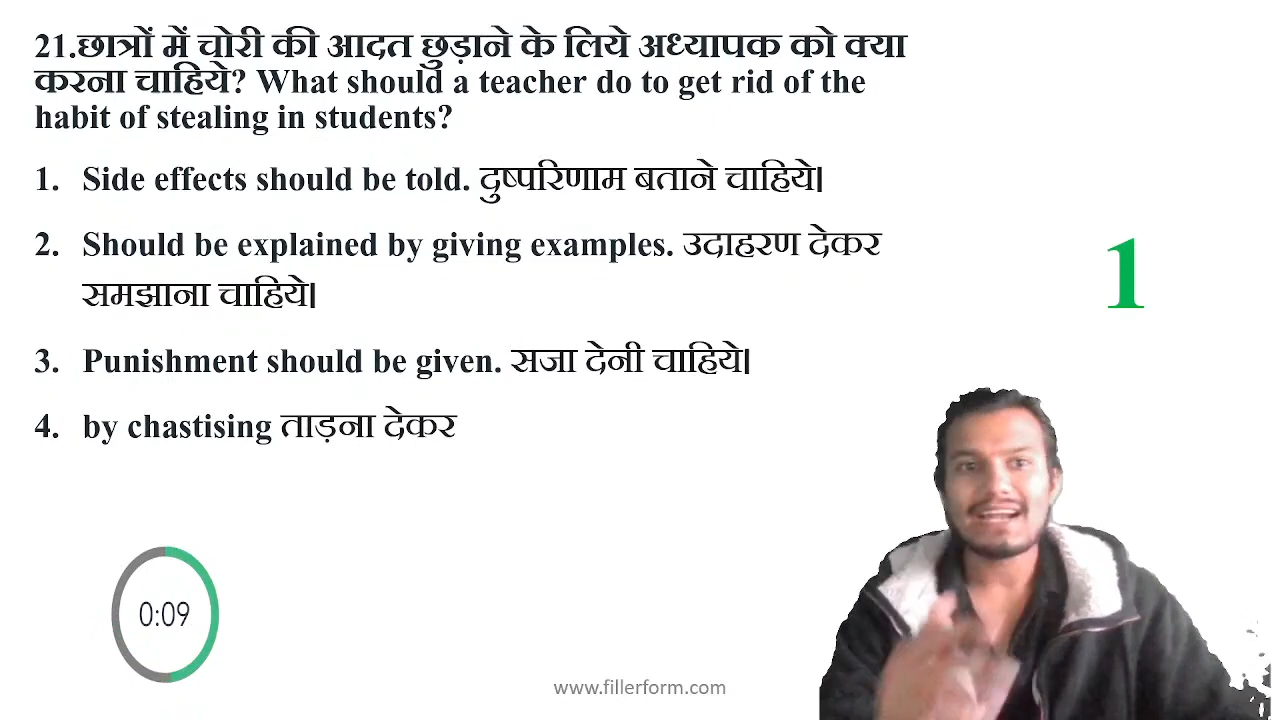 21.छात्रों में चोरी की आदत छुड़ाने के लिये अध्यापक को क्या
करना चाहिये? What should a teacher do to get rid of the
habit of stealing in students?
1. Side effects should be told. दुष्परिणाम बताने चाहिये।
2. Should be explained by giving examples. उदाहरण देकर
समझाना चाहिये।
1
3. Punishment should be given. सजा देनी चाहिये।
4. by chastising ताड़ना देकर
0:09
www.fillerform.com